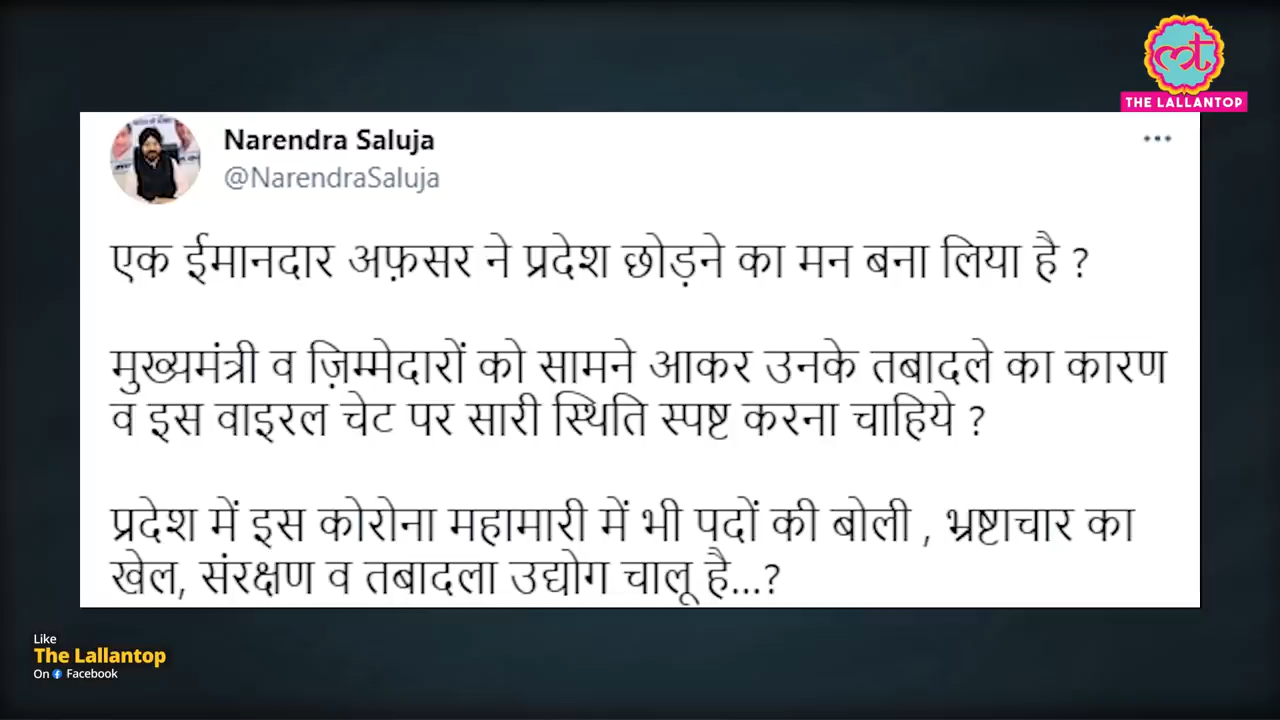 mt
THE LALLANTOP
Narendra Saluja
@NarendraSaluja
एक ईमानदार अफ़सर ने प्रदेश छोड़ने का मन बना लिया है ?
मुख्यमंत्री व ज़िम्मेदारों को सामने आकर उनके तबादले का कारण
व इस वाइरल चेट पर सारी स्थिति स्पष्ट करना चाहिये ?
प्रदेश में इस कोरोना महामारी में भी पदों की बोली , भ्रष्टाचार का
खेल, संरक्षण व तबादला उद्योग चालू है...?
Like
The Lallantop
On Facebook